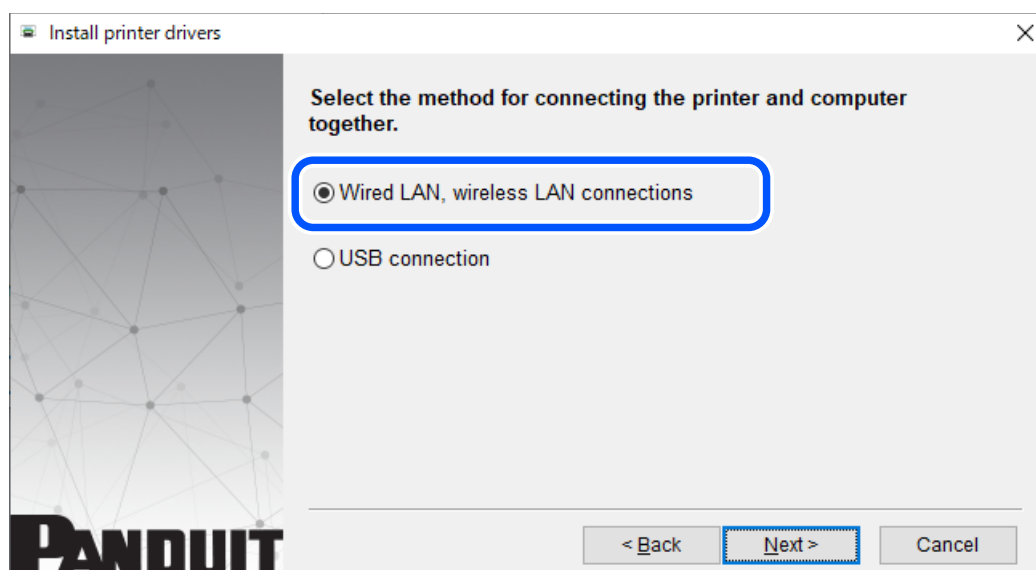 Install printer drivers
Select the method for connecting the printer and computer
together.
Wired LAN, wireless LAN connections
USB connection
PANDUIT
< Back
Next >
Cancel